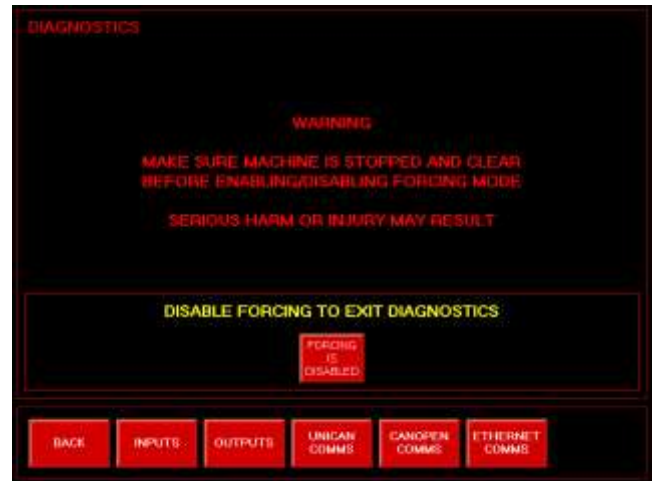 DIAGNOSTICS
WARNING
MAKE SURE MACHINE IS STOPPED AND CLEAR
BEFORE ENABLING/DISABLING FORCING MODE
SERIOUS HARM OR INJURY MAY RESULT
DISABLE FORCING TO EXIT DIAGNOSTICS
FORCING
IS
DISABLED
BACK
INPUTS
OUTPUTS
UNICAN
COMMS
CANOPEN
COMMS
ETHERNET
COMMS